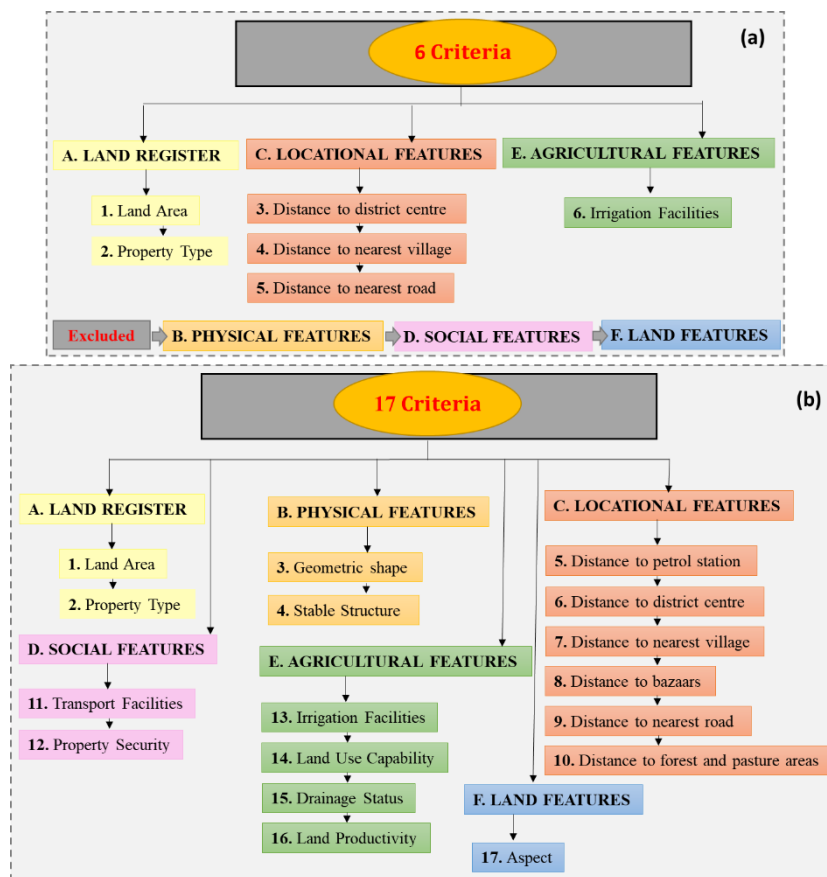 (a)
6 Criteria
A. LAND REGISTER
1. Land Area
2. Property Type
C. LOCATIONAL FEATURES
3. Distance to district centre
4. Distance to nearest village
5. Distance to nearest road
E. AGRICULTURAL FEATURES
6. Irrigation Facilities
Excluded
B. PHYSICAL FEATURES
D. SOCIAL FEATURES
F. LAND FEATURES
(b)
17 Criteria
A. LAND REGISTER
1. Land Area
2. Property Type
B. PHYSICAL FEATURES
3. Geometric shape
4. Stable Structure
C. LOCATIONAL FEATURES
5. Distance to petrol station
6. Distance to district centre
7. Distance to nearest village
8. Distance to bazaars
9. Distance to nearest road
10. Distance to forest and pasture areas
D. SOCIAL FEATURES
11. Transport Facilities
12. Property Security
E. AGRICULTURAL FEATURES
13. Irrigation Facilities
14. Land Use Capability
15. Drainage Status
16. Land Productivity
F. LAND FEATURES
17. Aspect